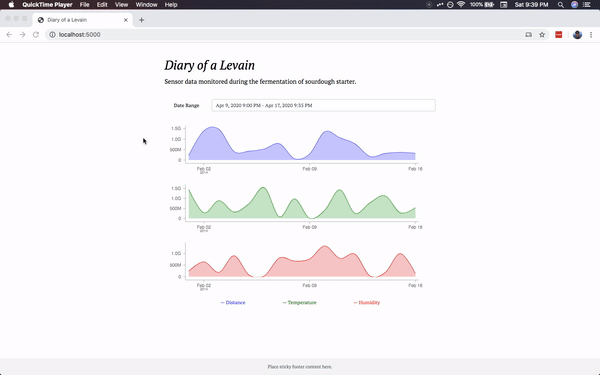 QuickTime Player File Edit View Window Help 100% Sat 9:39 PM
Diary of a Levain
localhost:5000
Diary of a Levain
Sensor data monitored during the fermentation of sourdough starter.
Date Range Apr 9, 2020 9:00 PM - Apr 17, 2020 9:35 PM
1.5G
1.0G
500M
0
Feb 02 Feb 09 Feb 16
1.5G
1.0G
500M
0
Feb 02 Feb 09 Feb 16
1.0G
500M
0
Feb 02 Feb 09 Feb 16
— Distance — Temperature — Humidity
Place sticky footer content here.